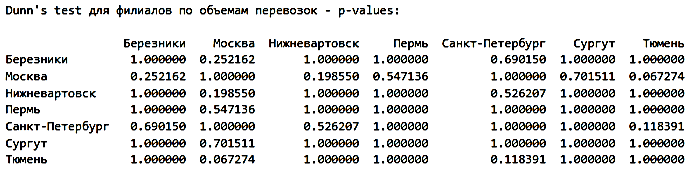 Dunn's test для филиалов по объемам перевозок - p-values:
Березники Москва Нижневартовск Пермь Санкт-Петербург Сургут Тюмень
Березники 1.000000 0.252162 1.000000 1.000000 0.690150 1.000000 1.000000
Москва 0.252162 1.000000 0.198550 0.547136 1.000000 0.701511 0.067274
Нижневартовск 1.000000 0.198550 1.000000 1.000000 0.526207 1.000000 1.000000
Пермь 1.000000 0.547136 1.000000 1.000000 1.000000 1.000000 1.000000
Санкт-Петербург 0.690150 1.000000 0.526207 1.000000 1.000000 1.000000 0.118391
Сургут 1.000000 0.701511 1.000000 1.000000 1.000000 1.000000 1.000000
Тюмень 1.000000 0.067274 1.000000 1.000000 0.118391 1.000000 1.000000